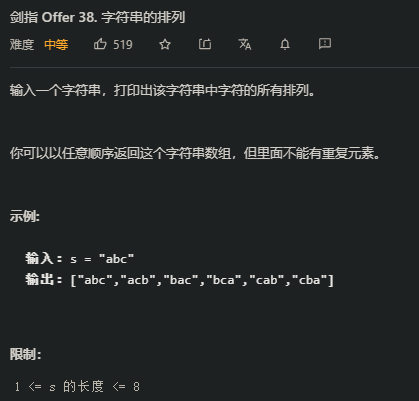 剑指 Offer 38. 字符串的排列
难度 中等 519
输入一个字符串，打印出该字符串中字符的所有排列。
你可以以任意顺序返回这个字符串数组，但里面不能有重复元素。
示例:
输入：s = "abc"
输出：["abc","acb","bac","bca","cab","cba"]
限制：
1 <= s 的长度 <= 8